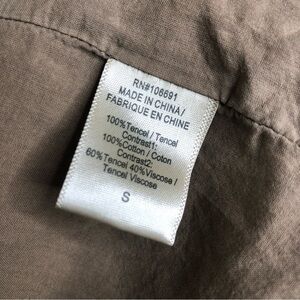 RN#106691
MADE IN CHINA/
FABRIQUE EN CHINE
100%Tencel / Tencel
Contrast1:
100%Cotton / Coton
Contrast2:
60%Tencel 40%Viscose /
Tencel Viscose
S